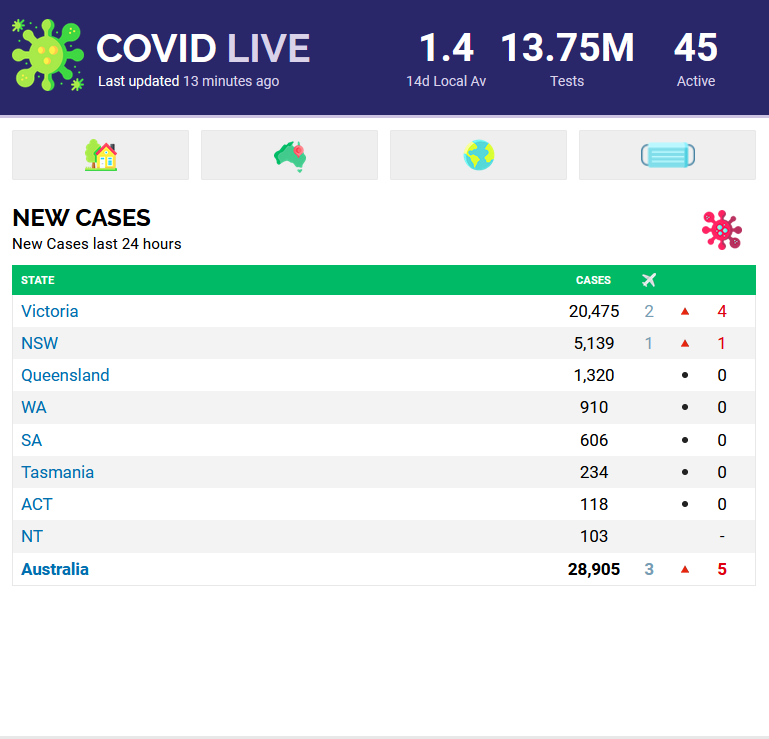 COVID LIVE
Last updated 13 minutes ago
1.4 13.75M 45
14d Local Av Tests Active
NEW CASES
New Cases last 24 hours
STATE CASES
Victoria 20,475 2 4
NSW 5,139 1 1
Queensland 1,320 0
WA 910 0
SA 606 0
Tasmania 234 0
ACT 118 0
NT 103 -
Australia 28,905 3 5